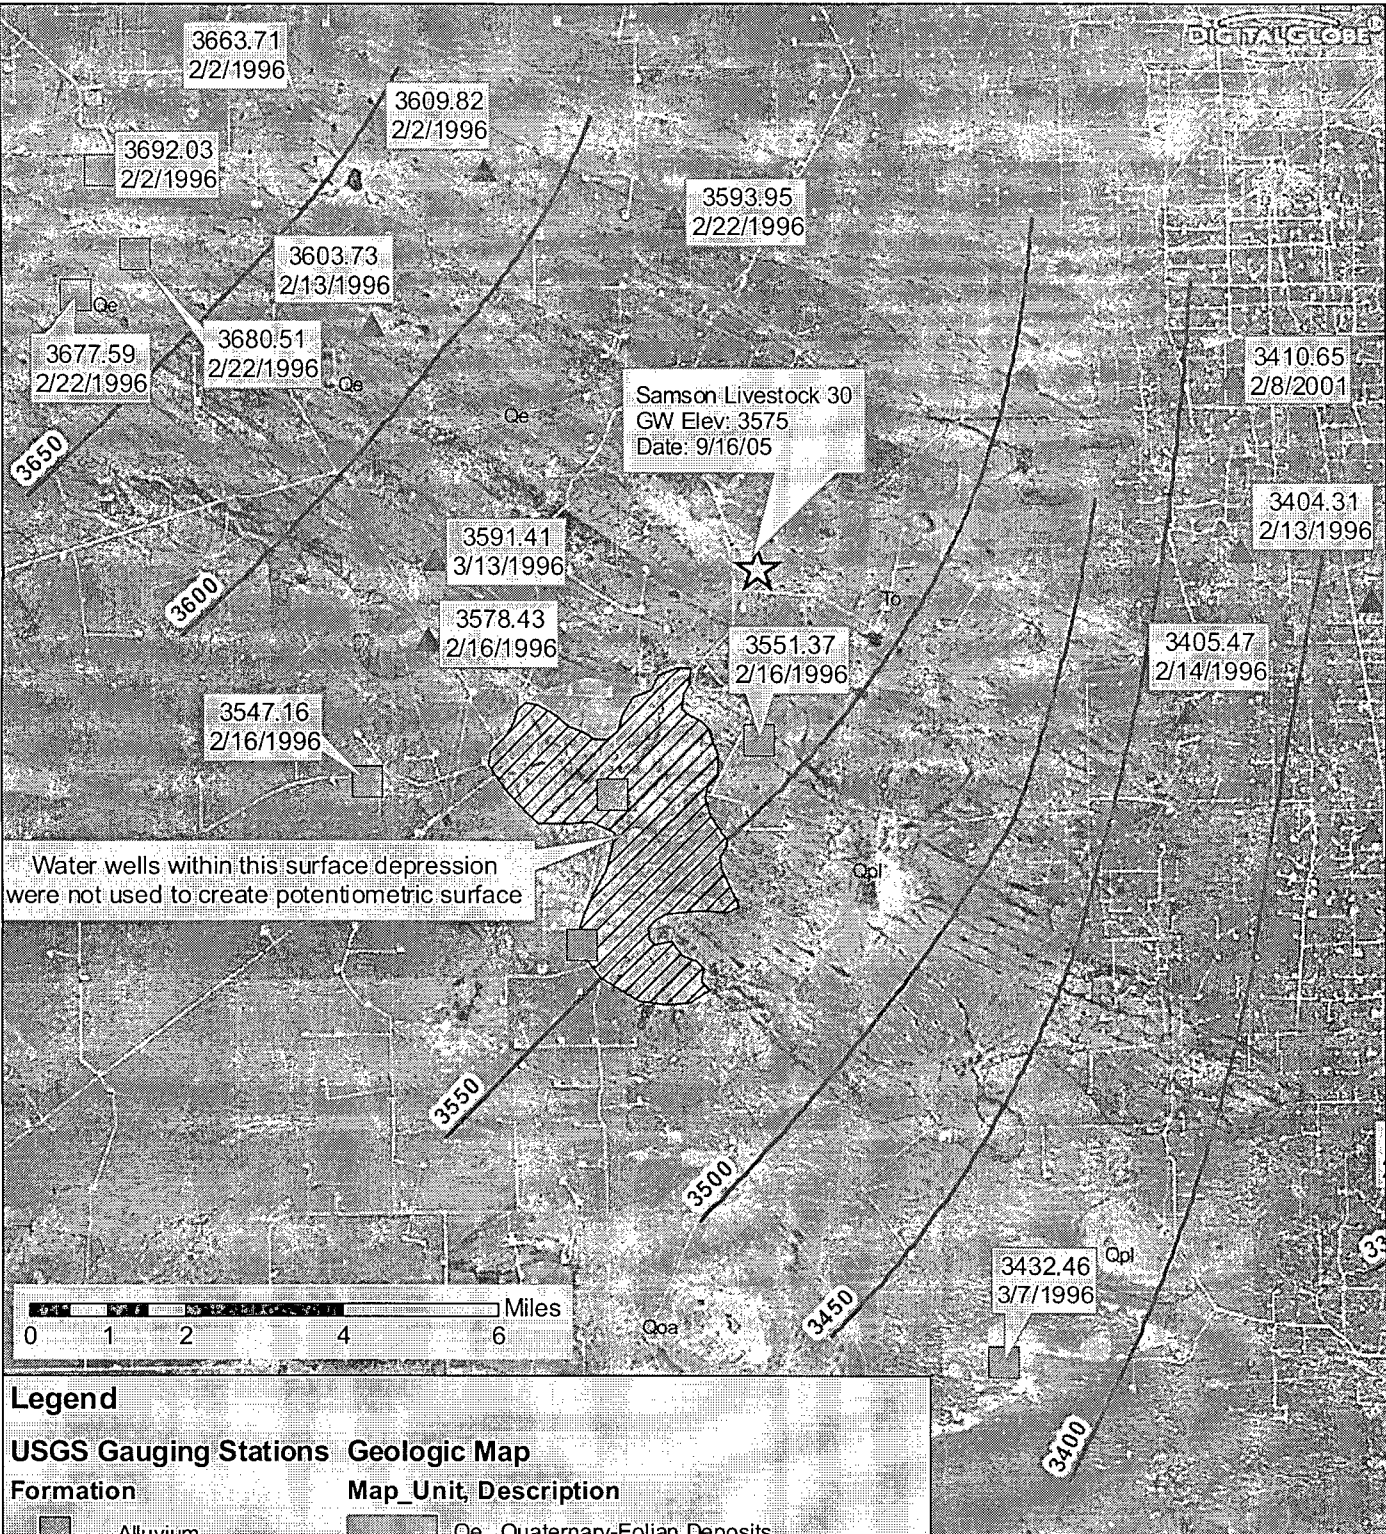 DIGITALGLOBE
3663.71
2/2/1996
3609.82
2/2/1996
3692.03
2/2/1996
3593.95
2/22/1996
3603.73
2/13/1996
Qe
3680.51
2/22/1996
3677.59
2/22/1996
Qe
3410.65
2/8/2001
Samson Livestock 30
GW Elev: 3575
Date: 9/16/05
Qe
3650
3404.31
2/13/1996
3591.41
3/13/1996
3600
To
3578.43
2/16/1996
3551.37
2/16/1996
3405.47
2/14/1996
3547.16
2/16/1996
Water wells within this surface depression
were not used to create potentiometric surface
Qpl
3550
3500
Qpl
33
3432.46
3/7/1996
3450
Qoa
Miles
0 1 2 4 6
3400
Legend
USGS Gauging Stations Geologic Map
Formation Map_Unit, Description
Alluvium Qe, Quaternary-Eolian Deposits